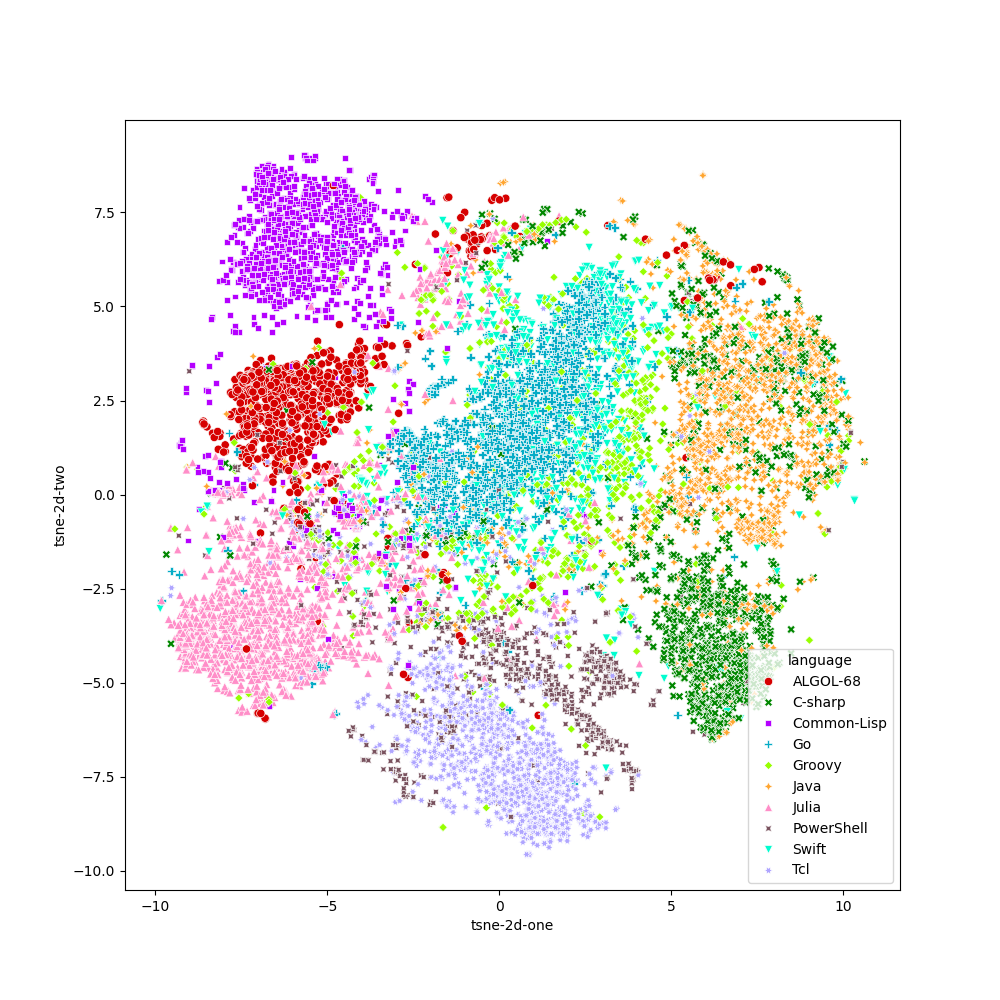 7.5
5.0
2.5
0.0
−2.5
−5.0
−7.5
−10.0
tsne-2d-two
−10
−5
0
5
10
tsne-2d-one
language
ALGOL-68
C-sharp
Common-Lisp
Go
Groovy
Java
Julia
PowerShell
Swift
Tcl